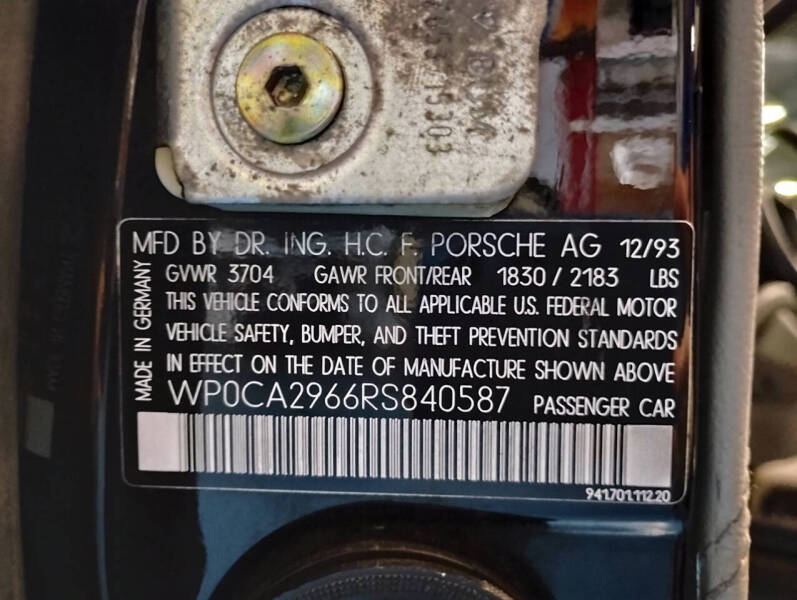 MFD BY DR. ING. H.C. F. PORSCHE AG 12/93
GVWR 3704 GAWR FRONT/REAR 1830 / 2183 LBS
THIS VEHICLE CONFORMS TO ALL APPLICABLE U.S. FEDERAL MOTOR
VEHICLE SAFETY, BUMPER, AND THEFT PREVENTION STANDARDS
IN EFFECT ON THE DATE OF MANUFACTURE SHOWN ABOVE
WP0CA2966RS840587 PASSENGER CAR
MADE IN GERMANY
941.701.112.20